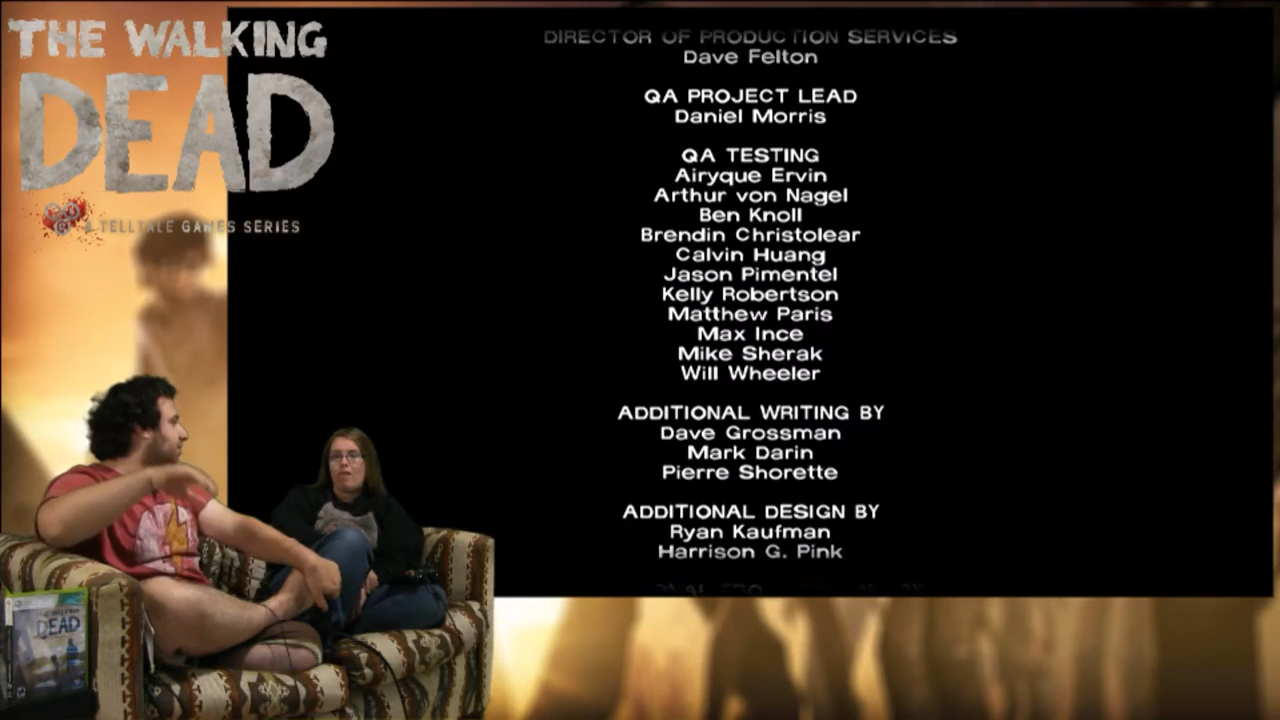 THE WALKING
DEAD
A TELLTALE GAMES SERIES
DIRECTOR OF PRODUCTION SERVICES
Dave Felton
QA PROJECT LEAD
Daniel Morris
QA TESTING
Airyque Ervin
Arthur von Nagel
Ben Knoll
Brendin Christolear
Calvin Huang
Jason Pimentel
Kelly Robertson
Matthew Paris
Max Ince
Mike Sherak
Will Wheeler
ADDITIONAL WRITING BY
Dave Grossman
Mark Darin
Pierre Shorette
ADDITIONAL DESIGN BY
Ryan Kaufman
Harrison G. Pink
DEAD